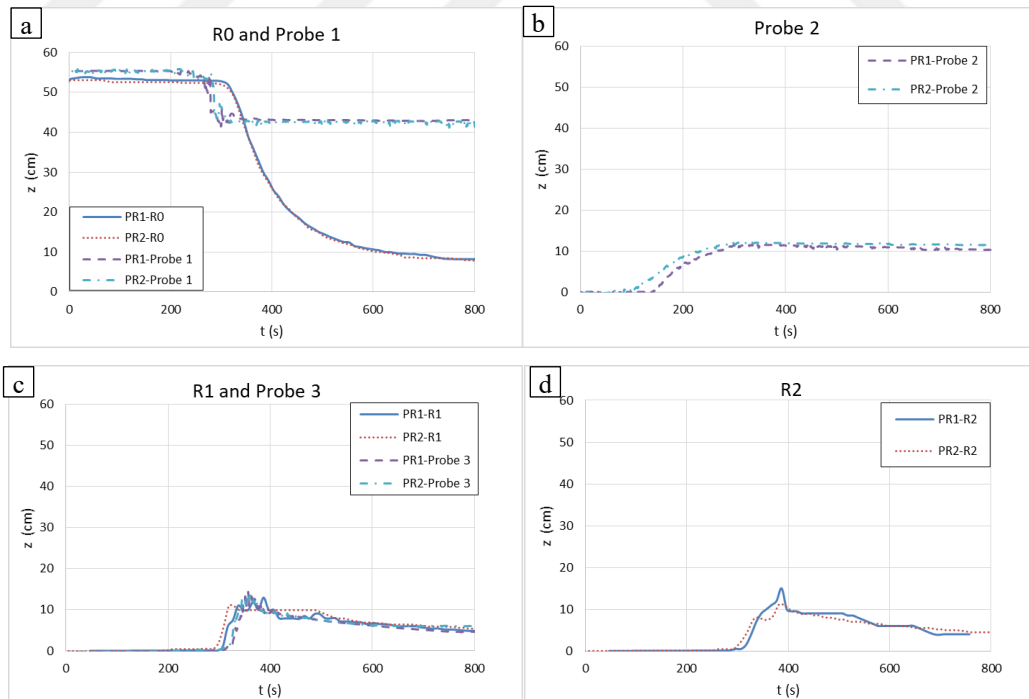 a
R0 and Probe 1
60
50
40
30
20
10
0
z (cm)
0 200 400 600 800
t (s)
PR1-R0
PR2-R0
PR1-Probe 1
PR2-Probe 1
b
Probe 2
60
50
40
30
20
10
0
z (cm)
0 200 400 600 800
t (s)
PR1-Probe 2
PR2-Probe 2
c
R1 and Probe 3
60
50
40
30
20
10
0
z (cm)
0 200 400 600 800
t (s)
PR1-R1
PR2-R1
PR1-Probe 3
PR2-Probe 3
d
R2
60
50
40
30
20
10
0
z (cm)
0 200 400 600 800
t (s)
PR1-R2
PR2-R2